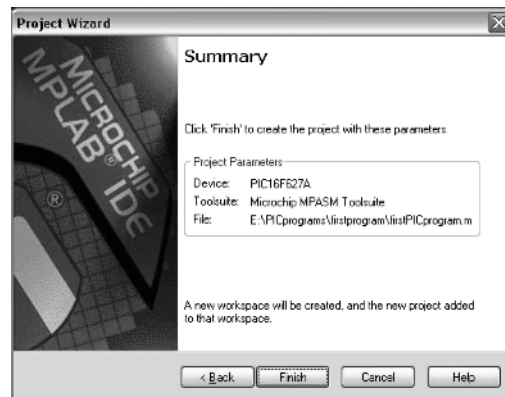 Project Wizard
MICROCHIP
MPLAB® IDE
®
Summary
Click 'Finish' to create the project with these parameters.
Project Parameters
Device: PIC16F627A
Toolsuite: Microchip MPASM Toolsuite
File: E:\PICprograms\firstprogram\firstPICprogram.m
A new workspace will be created, and the new project added
to that workspace.
< Back
Finish
Cancel
Help